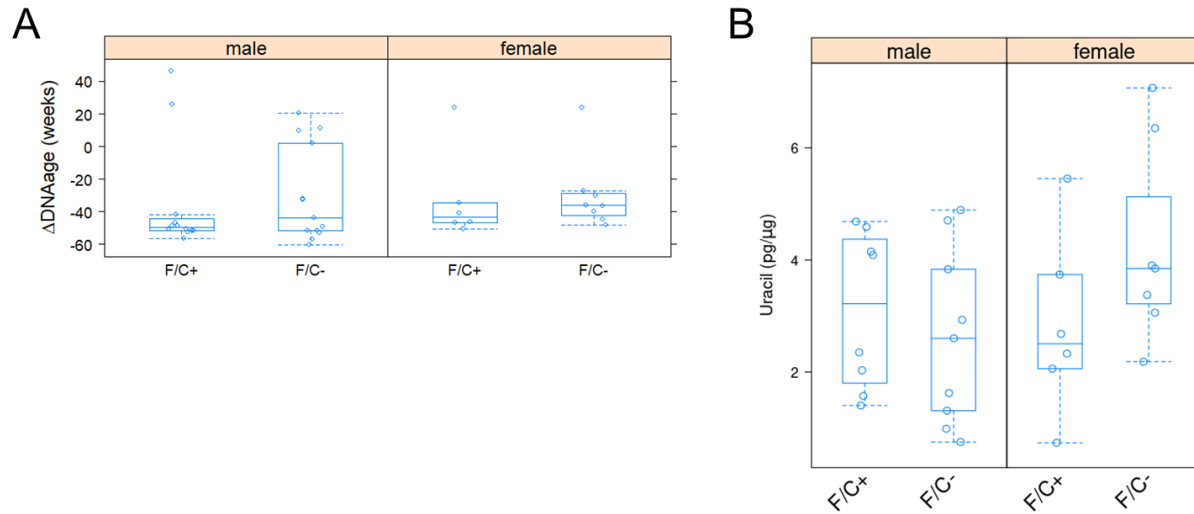 A
male female
ΔDNAage (weeks)
40
20
0
-20
-40
-60
F/C+ F/C- F/C+ F/C-
B
male female
Uracil (pg/µg)
6
4
2
F/C+ F/C- F/C+ F/C-